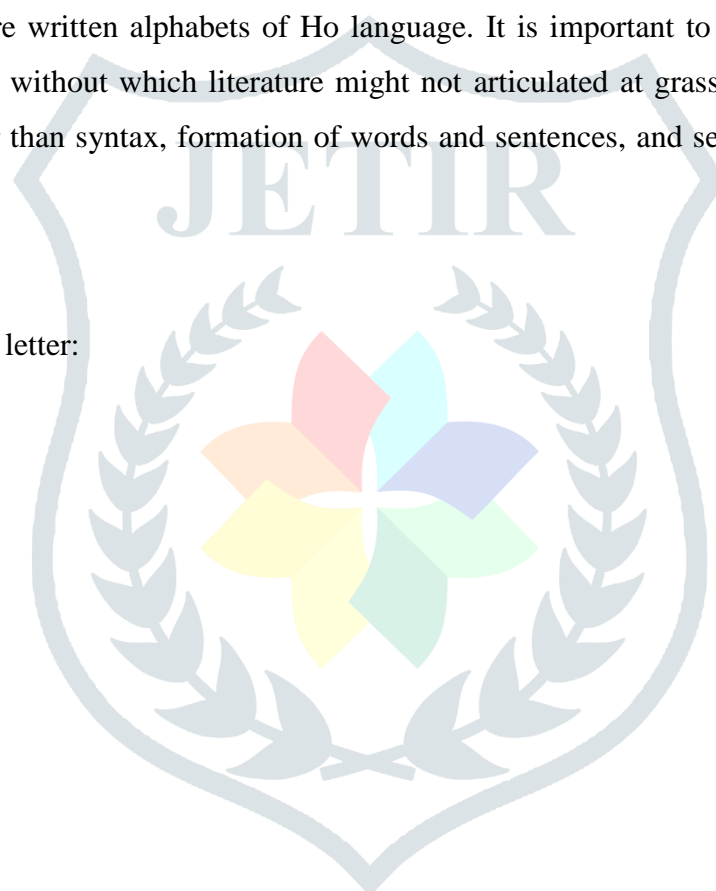 re written alphabets of Ho language. It is important to
without which literature might not articulated at grass
than syntax, formation of words and sentences, and se
JETIR
letter: